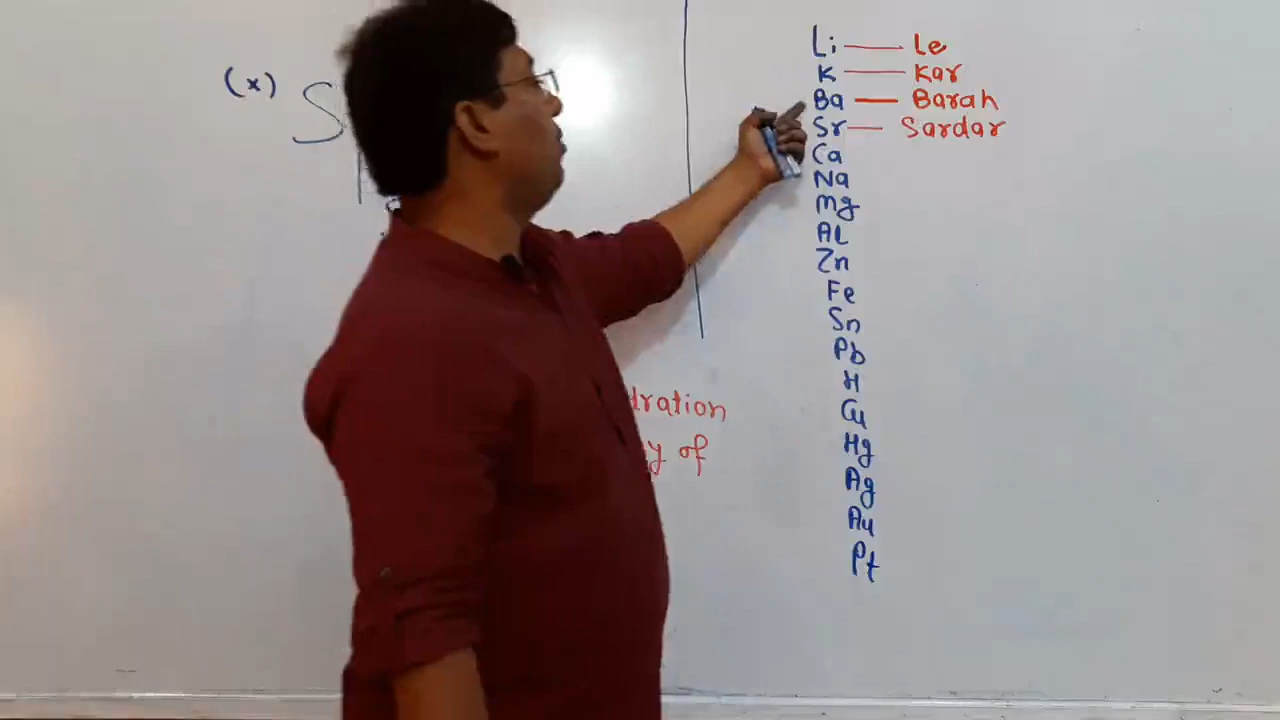 (x) S
Li — Le
K — Kar
Ba — Barah
Sr — Sardar
Ca
Na
Mg
AL
Zn
Fe
Sn
Pb
H
Cu
Hg
Ag
Au
Pt
of